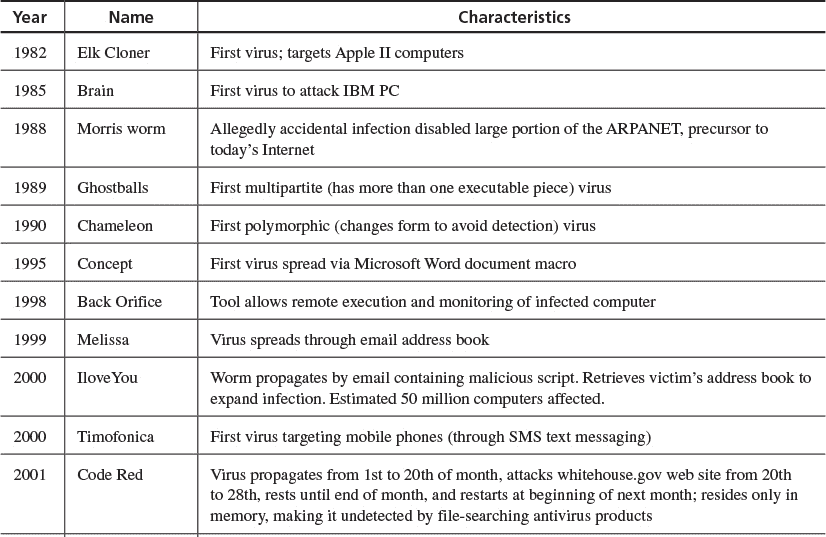 Year Name Characteristics
1982 Elk Cloner First virus; targets Apple II computers
1985 Brain First virus to attack IBM PC
1988 Morris worm Allegedly accidental infection disabled large portion of the ARPANET, precursor to
today's Internet
1989 Ghostballs First multipartite (has more than one executable piece) virus
1990 Chameleon First polymorphic (changes form to avoid detection) virus
1995 Concept First virus spread via Microsoft Word document macro
1998 Back Orifice Tool allows remote execution and monitoring of infected computer
1999 Melissa Virus spreads through email address book
2000 IloveYou Worm propagates by email containing malicious script. Retrieves victim's address book to
expand infection. Estimated 50 million computers affected.
2000 Timofonica First virus targeting mobile phones (through SMS text messaging)
2001 Code Red Virus propagates from 1st to 20th of month, attacks whitehouse.gov web site from 20th
to 28th, rests until end of month, and restarts at beginning of next month; resides only in
memory, making it undetected by file-searching antivirus products